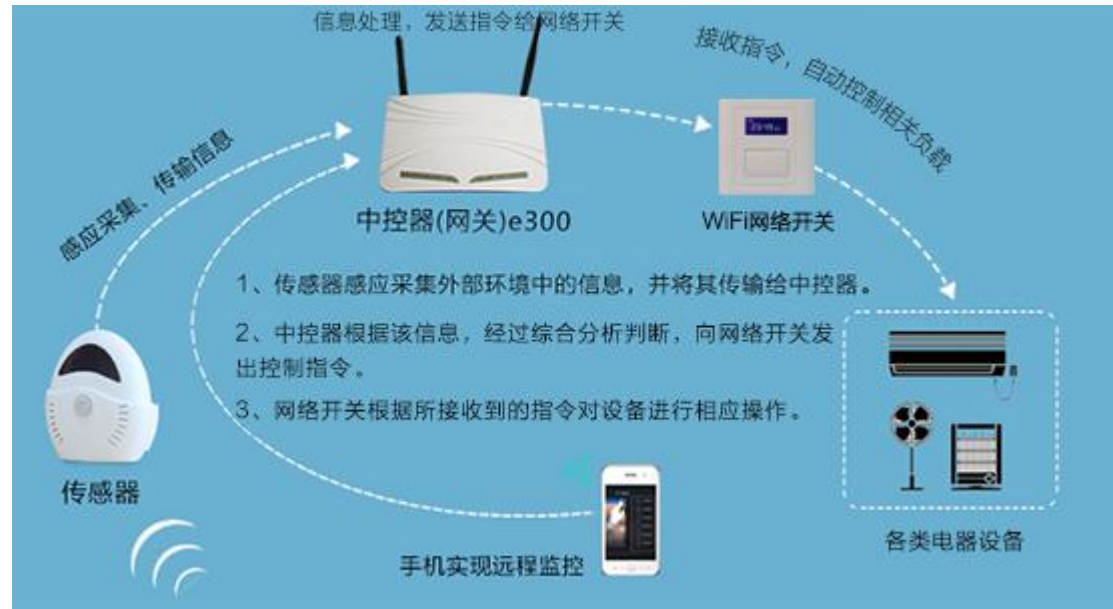 信息处理，发送指令给网络开关
接收指令，自动控制相关负载
感应采集、传输信息
中控器(网关)e300
WiFi网络开关
1、传感器感应采集外部环境中的信息，并将其传输给中控器。
2、中控器根据该信息，经过综合分析判断，向网络开关发
出控制指令。
3、网络开关根据所接收到的指令对设备进行相应操作。
传感器
手机实现远程监控
各类电器设备